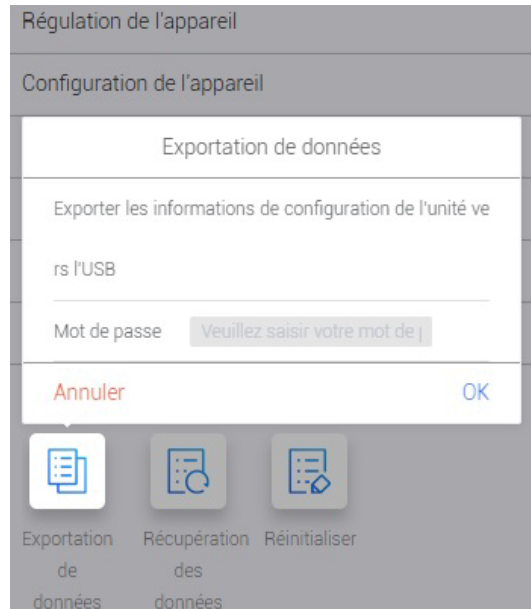 Régulation de l'appareil
Configuration de l'appareil
Exportation de données
Exporter les informations de configuration de l'unité ve
rs l'USB
Mot de passe Veuillez saisir votre mot de
Annuler OK
Exportation Récupération Réinitialiser
de des
données données